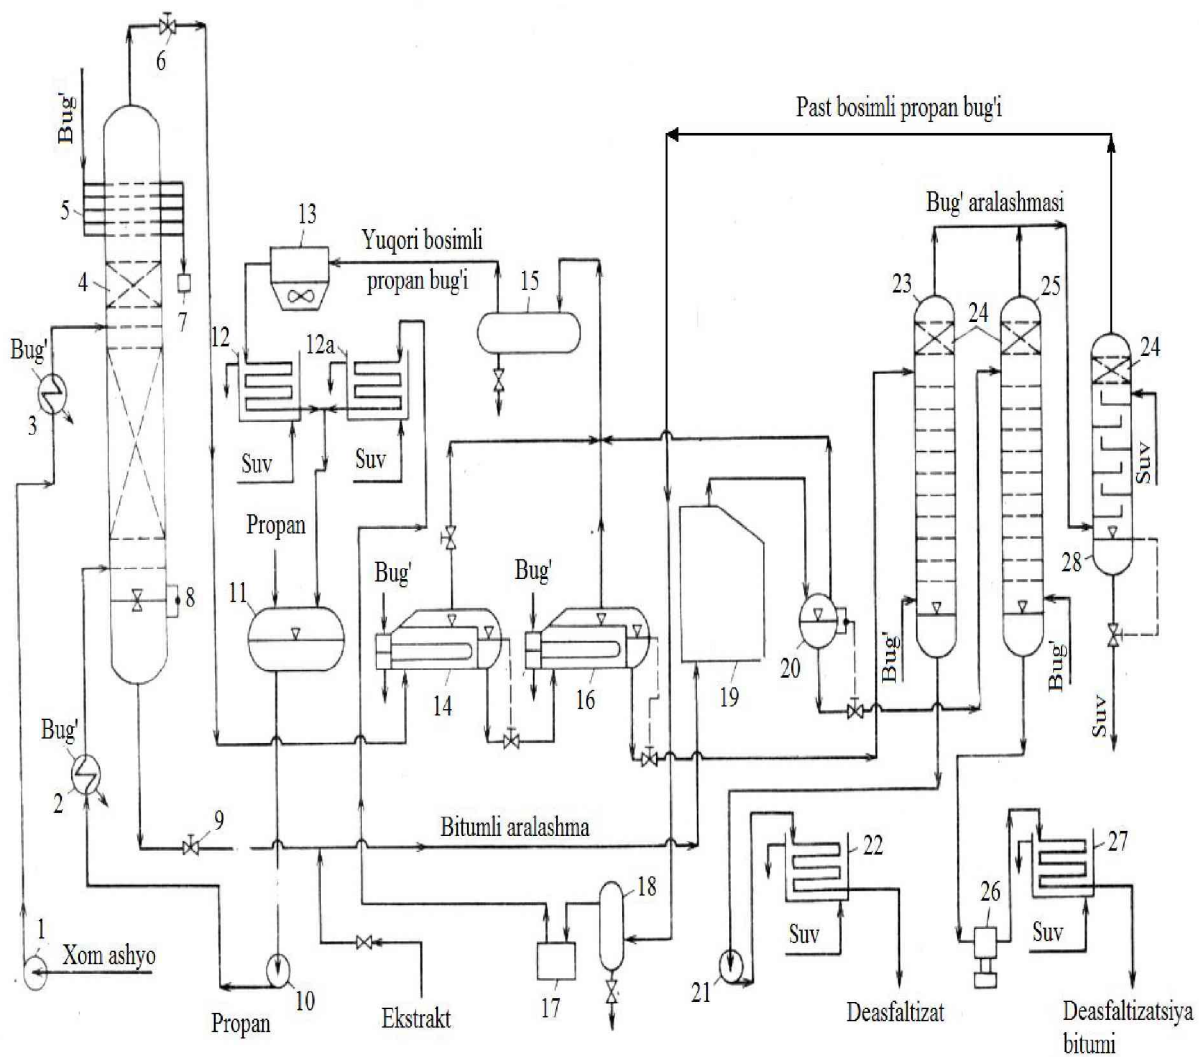 6
Past bosimli propan bug'i
Bug'
5
Bug' aralashmasi
13
Yuqori bosimli
propan bug'i
15
23
24
25
4
7
12
12a
24
Bug'
3
Suv
Suv
Suv
Propan
Bug'
Bug'
28
8
11
14
16
19
20
Bug'
Bug'
Suv
Bug'
2
9
Bitumli aralashma
22
27
18
26
1
Xom ashyo
Suv
Suv
10
17
21
Propan
Ekstrakt
Deasfaltizat
Deasfaltizatsiya
bitumi